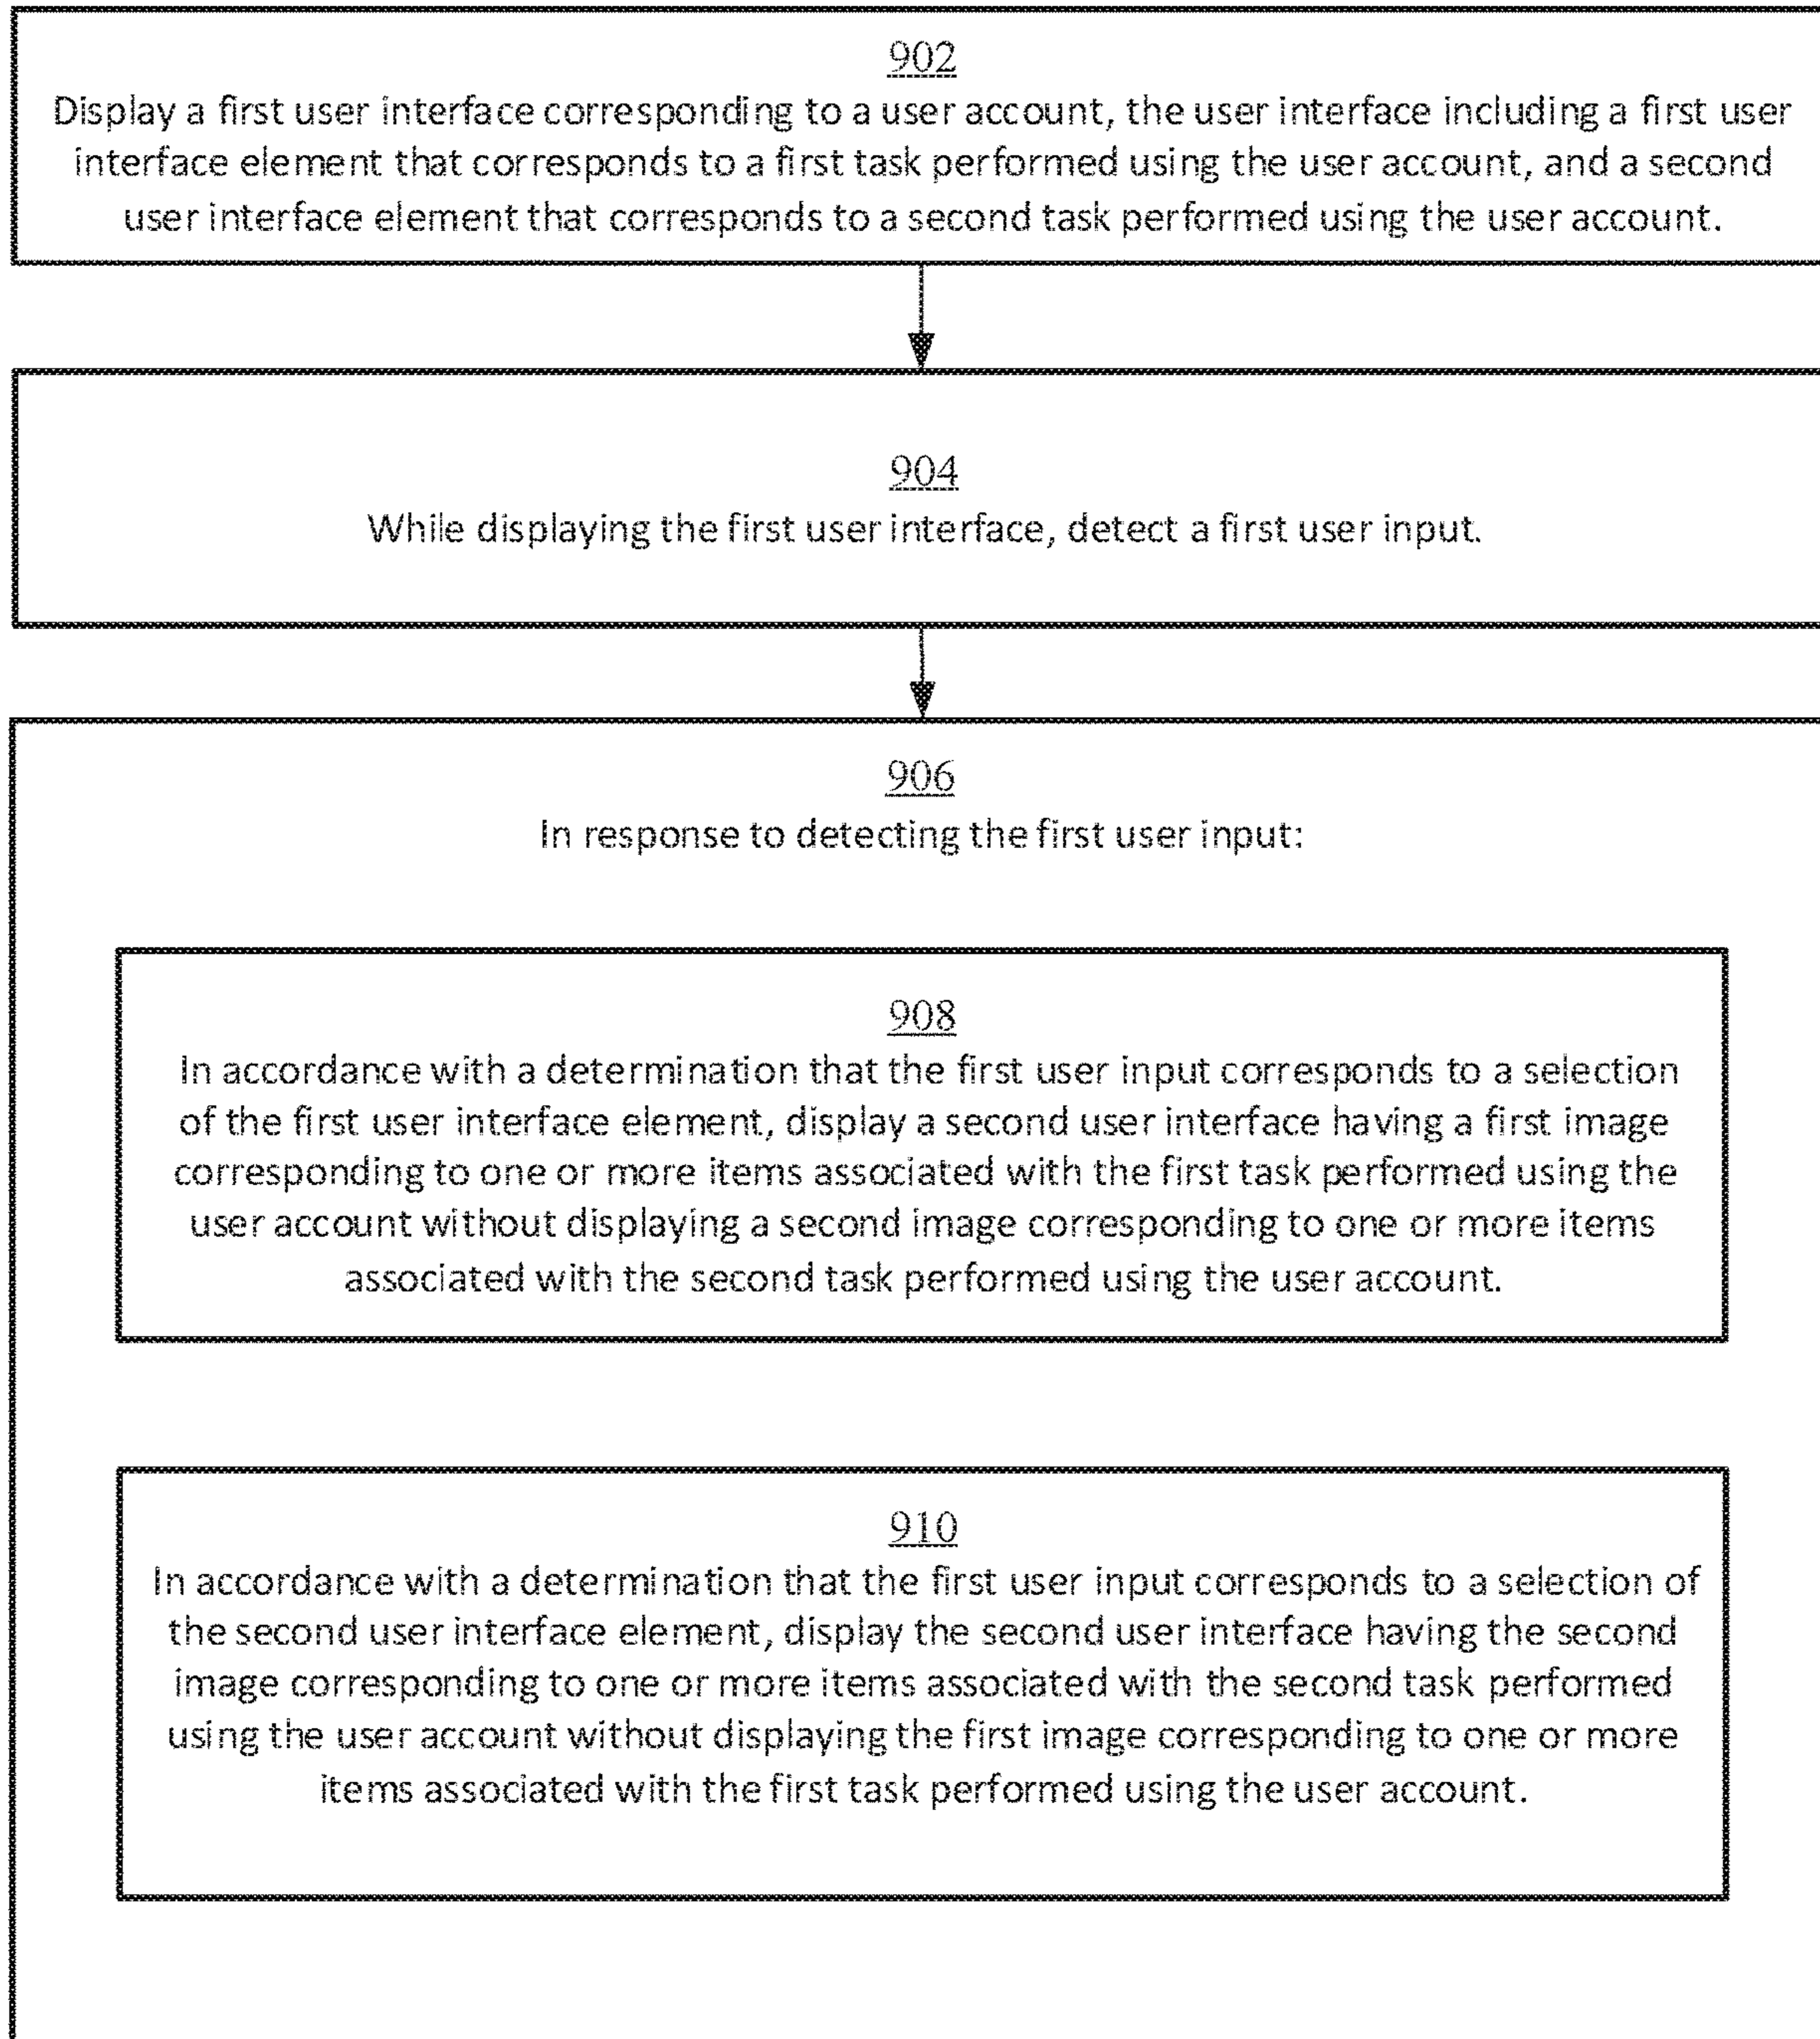 902
Display a first user interface corresponding to a user account, the user interface including a first user
interface element that corresponds to a first task performed using the user account, and a second
user interface element that corresponds to a second task performed using the user account.
904
While displaying the first user interface, detect a first user input.
906
In response to detecting the first user input:
908
In accordance with a determination that the first user input corresponds to a selection
of the first user interface element, display a second user interface having a first image
corresponding to one or more items associated with the first task performed using the
user account without displaying a second image corresponding to one or more items
associated with the second task performed using the user account.
910
In accordance with a determination that the first user input corresponds to a selection of
the second user interface element, display the second user interface having the second
image corresponding to one or more items associated with the second task performed
using the user account without displaying the first image corresponding to one or more
items associated with the first task performed using the user account.